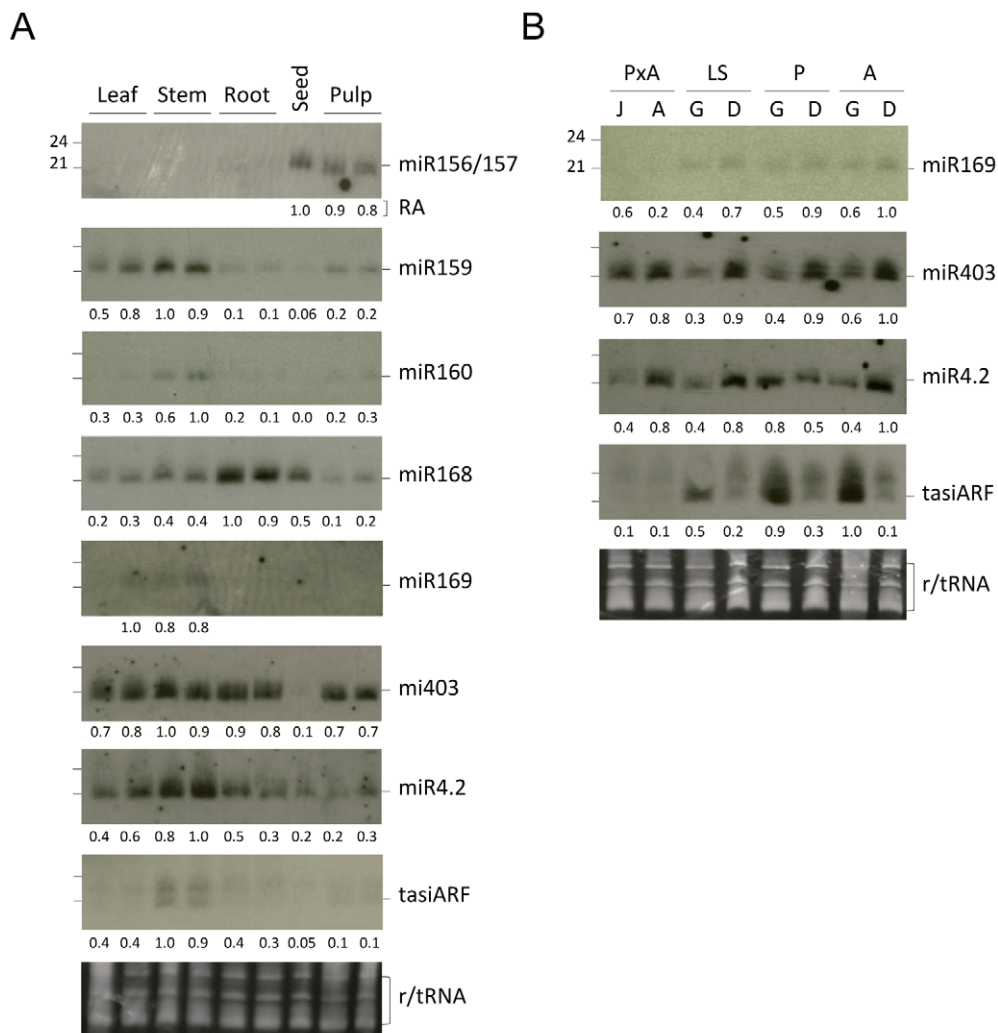 A
Leaf Stem Root Seed Pulp
24
21
miR156/157
1.0 0.9 0.8
RA
miR159
0.5 0.8 1.0 0.9 0.1 0.1 0.06 0.2 0.2
miR160
0.3 0.3 0.6 1.0 0.2 0.1 0.0 0.2 0.3
miR168
0.2 0.3 0.4 0.4 1.0 0.9 0.5 0.1 0.2
miR169
1.0 0.8 0.8
mi403
0.7 0.8 1.0 0.9 0.9 0.8 0.1 0.7 0.7
miR4.2
0.4 0.6 0.8 1.0 0.5 0.3 0.2 0.2 0.3
tasiARF
0.4 0.4 1.0 0.9 0.4 0.3 0.05 0.1 0.1
r/tRNA
B
PxA LS P A
J A G D G D G D
24
21
miR169
0.6 0.2 0.4 0.7 0.5 0.9 0.6 1.0
miR403
0.7 0.8 0.3 0.9 0.4 0.9 0.6 1.0
miR4.2
0.4 0.8 0.4 0.8 0.8 0.5 0.4 1.0
tasiARF
0.1 0.1 0.5 0.2 0.9 0.3 1.0 0.1
r/tRNA